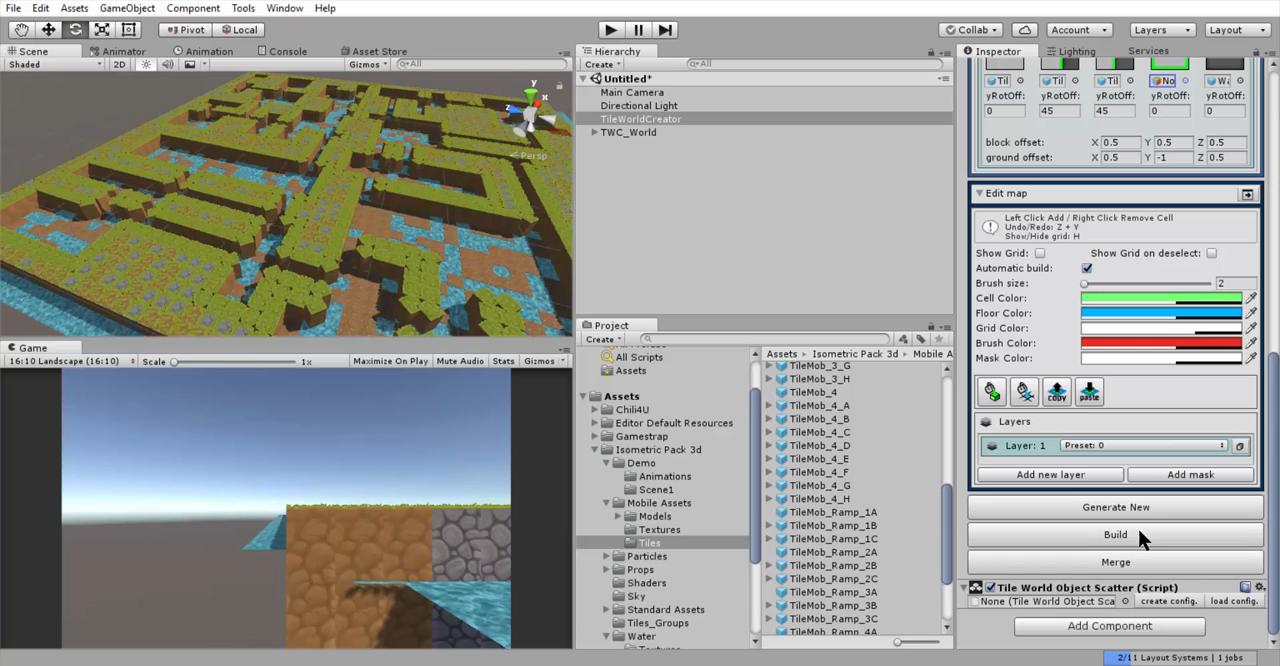 File Edit Assets GameObject Component Tools Window Help
Pivot Local Collab Account Layers Layout
Scene Animator Animation Console Asset Store
Shaded 2D Gizmos All
y
x
z
Persp
Game
16:10 Landscape (16:10) Scale 1x Maximize On Play Mute Audio Stats Gizmos
Hierarchy
Create All
Untitled*
Main Camera
Directional Light
TileWorldCreator
TWC_World
Project
Create
All Scripts
Assets
Assets
Chili4U
Editor Default Resources
Gamestrap
Isometric Pack 3d
Demo
Animations
Scene1
Mobile Assets
Models
Textures
Tiles
Particles
Props
Shaders
Sky
Standard Assets
Tiles_Groups
Water
Assets Isometric Pack 3d Mobile A
TileMob_3_G
TileMob_3_H
TileMob_4
TileMob_4_A
TileMob_4_B
TileMob_4_C
TileMob_4_D
TileMob_4_E
TileMob_4_F
TileMob_4_G
TileMob_4_H
TileMob_Ramp_1A
TileMob_Ramp_1B
TileMob_Ramp_1C
TileMob_Ramp_2A
TileMob_Ramp_2B
TileMob_Ramp_2C
TileMob_Ramp_3A
TileMob_Ramp_3B
TileMob_Ramp_3C
TileMob_Ramp_4A
Inspector Lighting Services
Til Til Til No Wa
yRotOff: yRotOff: yRotOff: yRotOff: yRotOff:
0 45 45 0 0
block offset: X 0.5 Y 0.5 Z 0.5
ground offset: X 0.5 Y -1 Z 0.5
Edit map
Left Click Add / Right Click Remove Cell
Undo/Redo: Z + Y
Show/Hide grid: H
Show Grid: Show Grid on deselect:
Automatic build:
Brush size: 2
Cell Color:
Floor Color:
Grid Color:
Brush Color:
Mask Color:
copy paste
Layers
Layer: 1 Preset: 0
Add new layer Add mask
Generate New
Build
Merge
Tile World Object Scatter (Script)
None (Tile World Object Sca create config. load config.
Add Component
2/11 Layout Systems | 1 jobs